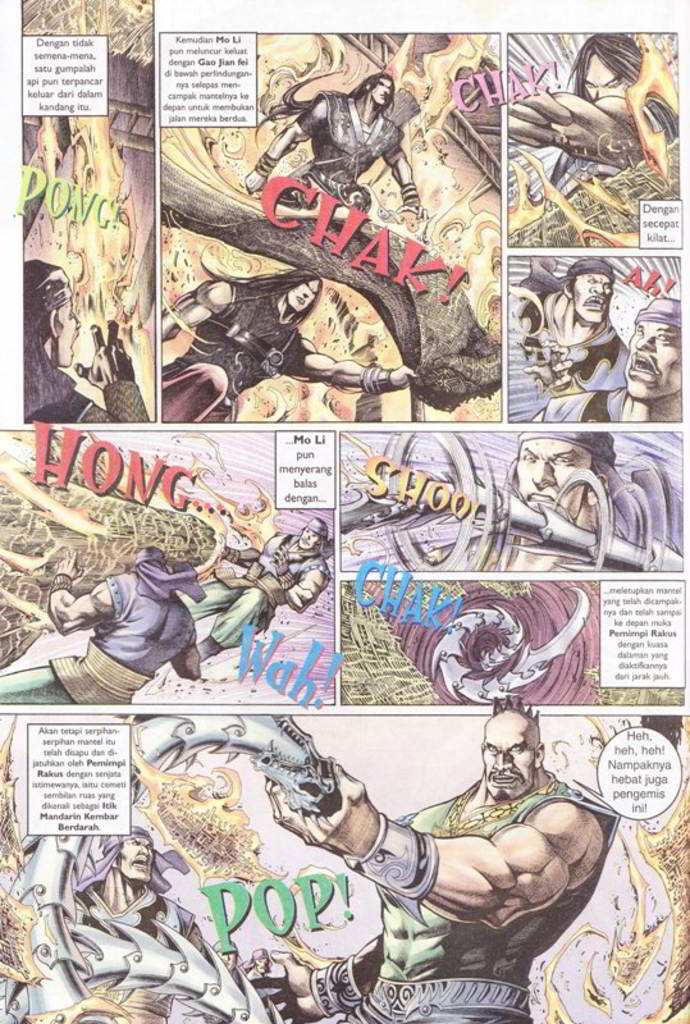 Dengan tidak
semena-mena,
satu gumpalah
api pun terpancar
keluar dari dalam
kandang itu.
PONG!
Kemudian Mo Li
pun meluncur keluat
dengan Gao Jian fei
di bawah perlindungan-
nya selepas men-
campak mantelnya ke
depan untuk membukan
jalan mereka berdua.
CHAK!
CHAK!
Dengan
secepat
kilat...
Ah!
HONG...
...Mo Li
pun
menyerang
balas
dengan...
Wah!
SHOO!
CHAK!
...meletupkan mantel
yang telah dicampak-
nya dan telah sampai
ke depan muka
Pemimpi Rakus
dengan kuasa
dalaman yang
diaktifkannya
dari jarak jauh.
Akan tetapi serpihan-
serpihan mantel itu
telah disapu dan di-
jatuhkan oleh Pemimpi
Rakus dengan senjata
istimewanya, iaitu cemeti
sembilan ruas yang
dikenali sebagai Itik
Mandarin Kembar
Berdarah.
POP!
Heh,
heh, heh!
Nampaknya
hebat juga
pengemis
ini!